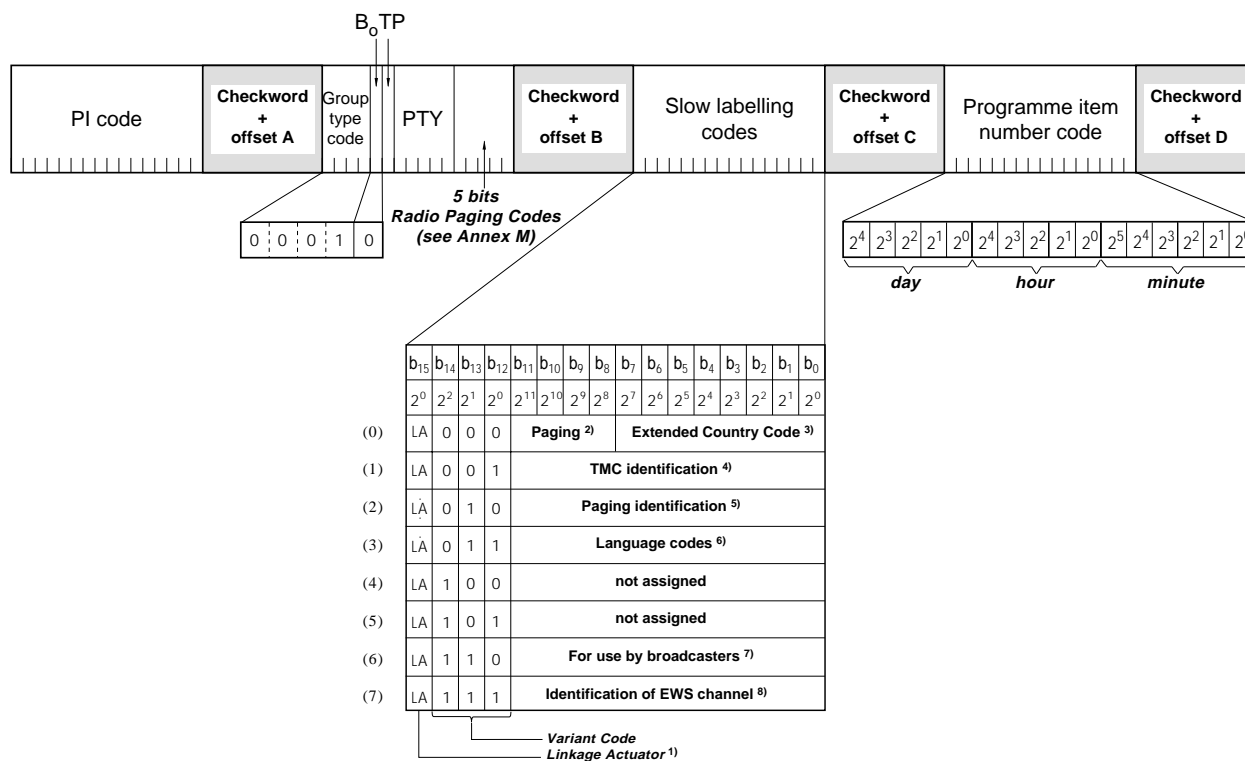 B₀TP
PI code
Checkword + offset A
Group type code
PTY
Checkword + offset B
Slow labelling codes
Checkword + offset C
Programme item number code
Checkword + offset D
5 bits
Radio Paging Codes
(see Annex M)
0 0 0 1 0
2⁴ 2³ 2² 2¹ 2⁰ 2⁴ 2³ 2² 2¹ 2⁰ 2⁵ 2⁴ 2³ 2² 2¹
day hour minute
b₁₅ b₁₄ b₁₃ b₁₂ b₁₁ b₁₀ b₉ b₈ b₇ b₆ b₅ b₄ b₃ b₂ b₁ b₀
2⁰ 2² 2¹ 2⁰ 2¹¹ 2¹⁰ 2⁹ 2⁸ 2⁷ 2⁶ 2⁵ 2⁴ 2³ 2² 2¹ 2⁰
(0) LA 0 0 0 Paging ²⁾ Extended Country Code ³⁾
(1) LA 0 0 1 TMC identification ⁴⁾
(2) LA 0 1 0 Paging identification ⁵⁾
(3) LA 0 1 1 Language codes ⁶⁾
(4) LA 1 0 0 not assigned
(5) LA 1 0 1 not assigned
(6) LA 1 1 0 For use by broadcasters ⁷⁾
(7) LA 1 1 1 Identification of EWS channel ⁸⁾
Variant Code
Linkage Actuator ¹⁾